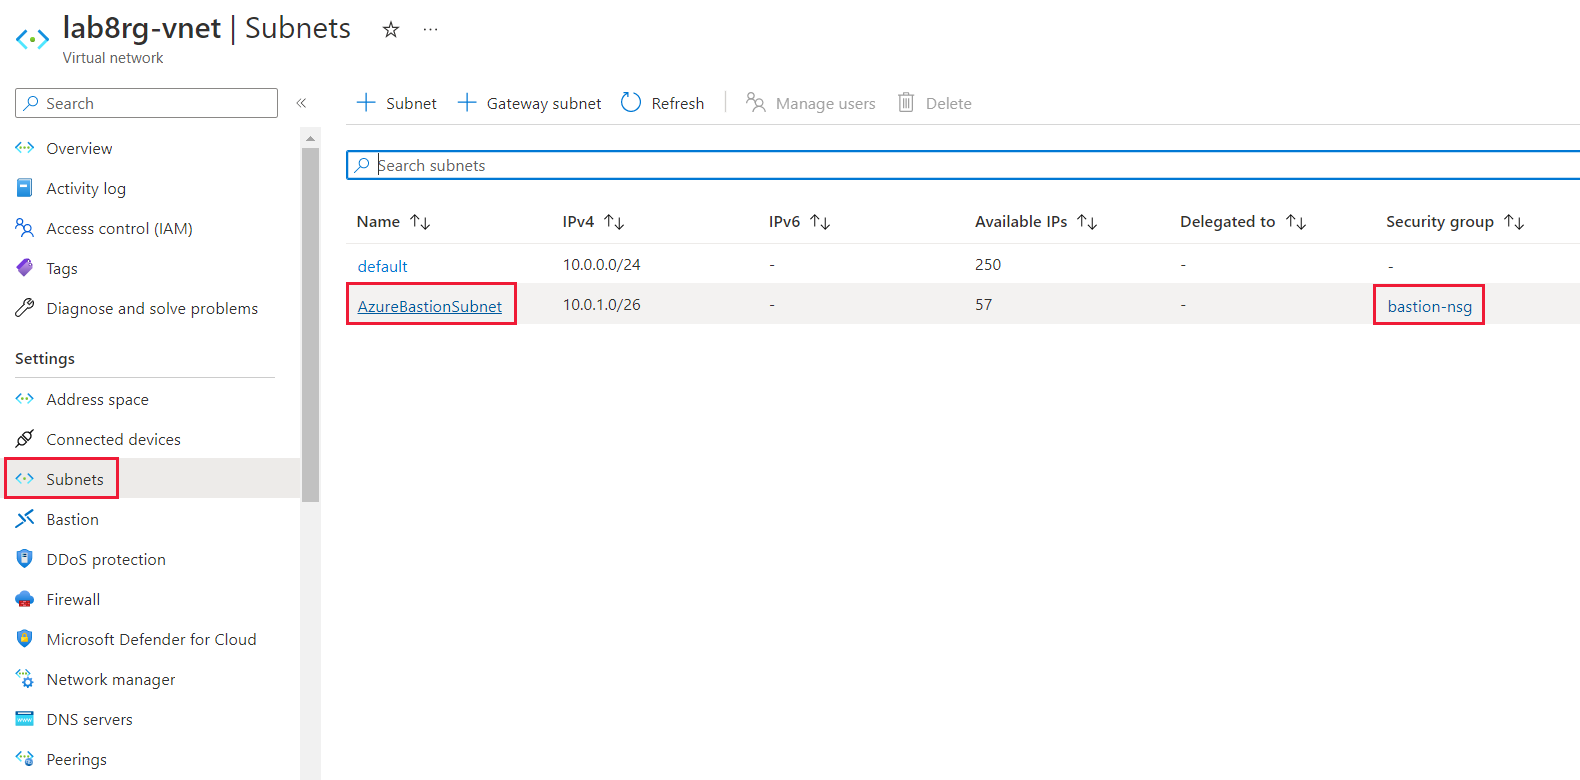 lab8rg-vnet | Subnets ☆ ...
Virtual network
Search «
Overview
Activity log
Access control (IAM)
Tags
Diagnose and solve problems
Settings
Address space
Connected devices
Subnets
Bastion
DDoS protection
Firewall
Microsoft Defender for Cloud
Network manager
DNS servers
Peerings
+ Subnet + Gateway subnet Refresh Manage users Delete
Search subnets
Name ↑↓ IPv4 ↑↓ IPv6 ↑↓ Available IPs ↑↓ Delegated to ↑↓ Security group ↑↓
default 10.0.0.0/24 - 250 - -
AzureBastionSubnet 10.0.1.0/26 - 57 - bastion-nsg